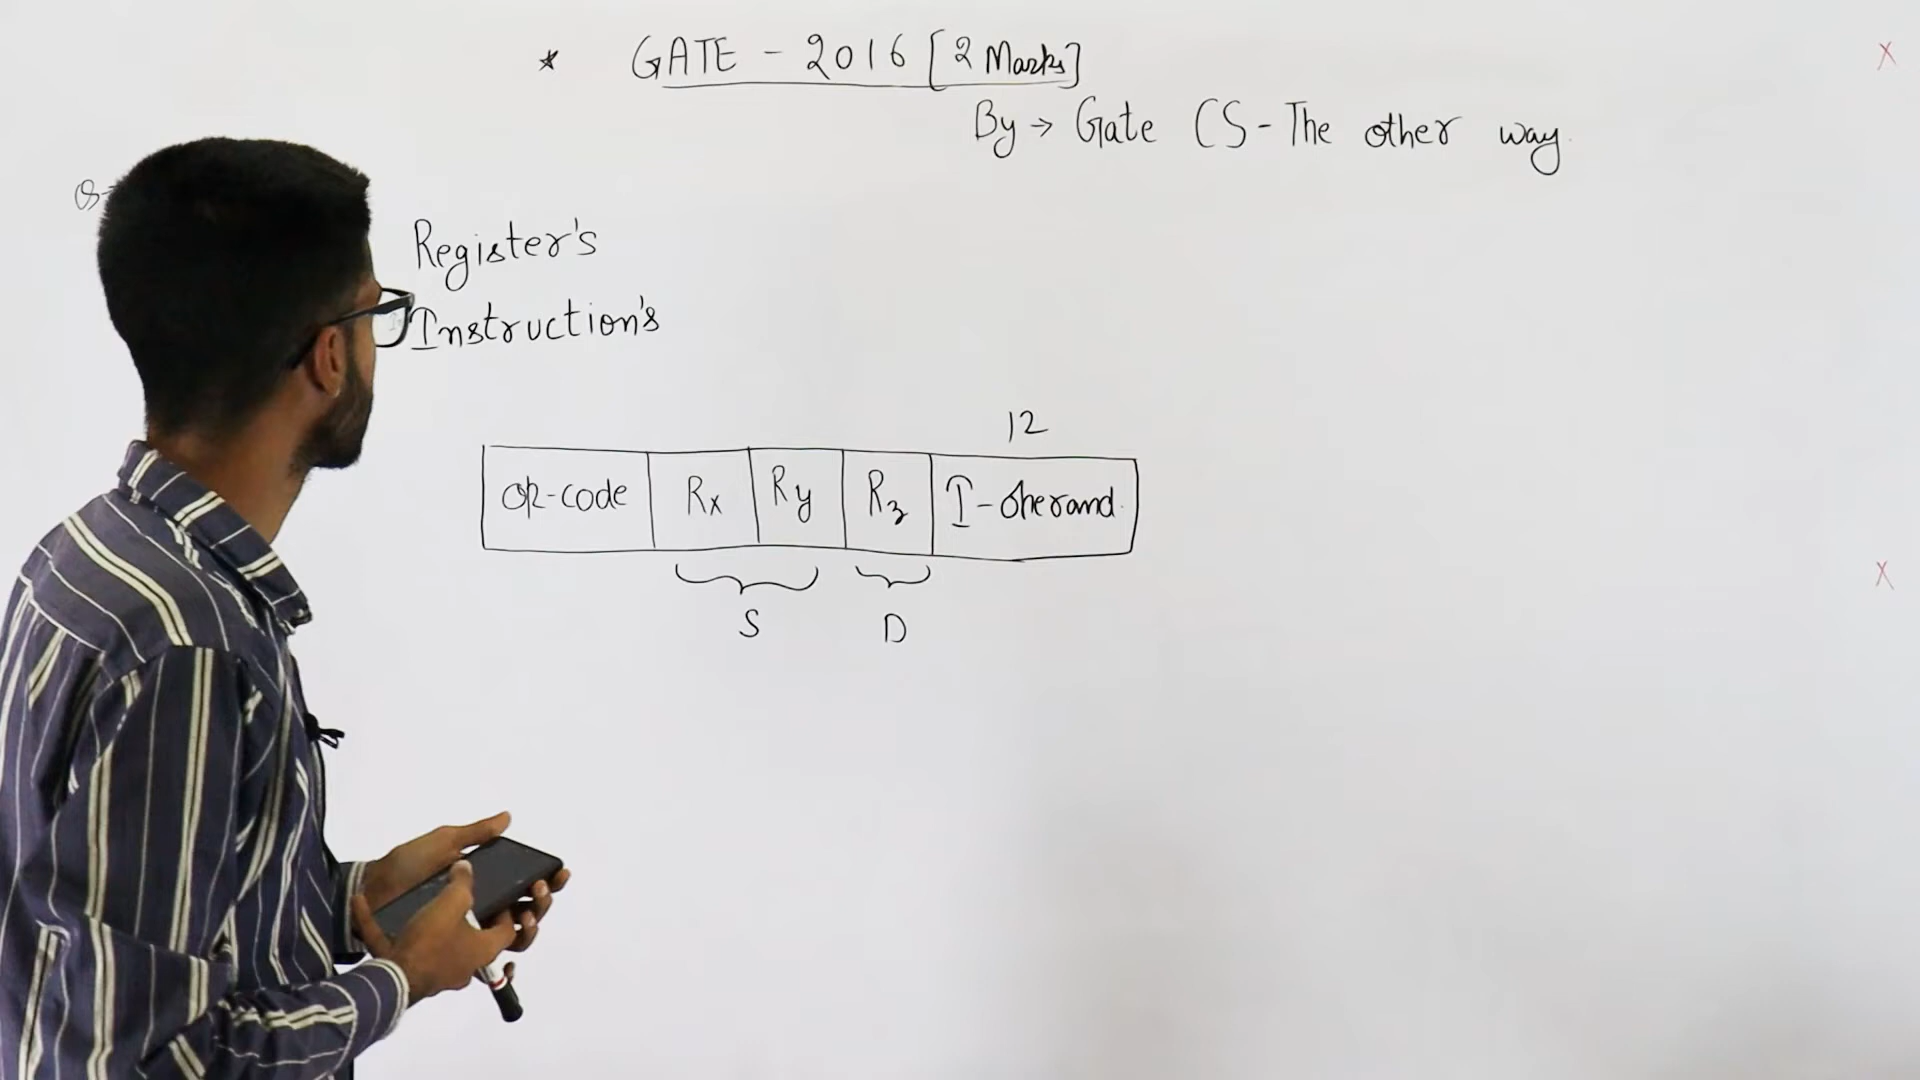 * GATE - 2016 [2 Marks]
By → Gate CS - The other way.
Register's
Instruction's
12
OP-code Rx Ry Rz I-operand.
S D